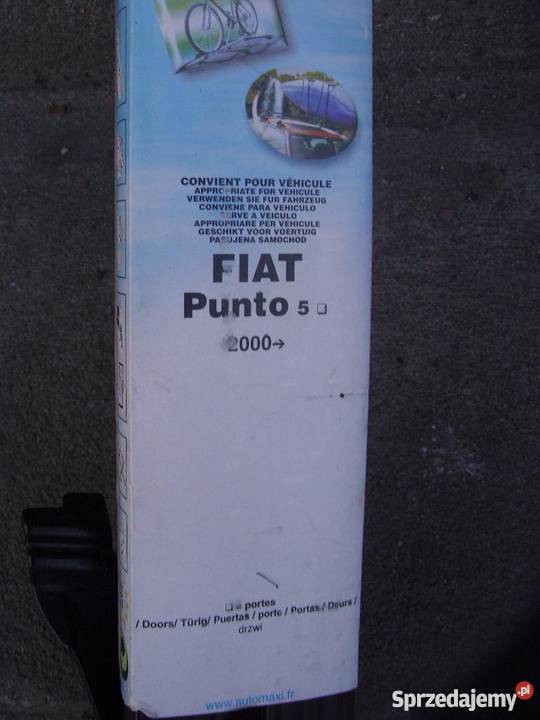 CONVIENT POUR VÉHICULE
APPROPRIATE FOR VEHICULE
VERWENDEN SIE FUR FAHRZEUG
CONVIENE PARA VEHICULO
SERVE A VEICULO
APPROPRIARE PER VEHICULE
GESCHIKT VOOR VOERTUIG
PASUJENA SAMOCHOD
FIAT
Punto 5 ❑
2000→
❑ = portes
/ Doors/ Türig/ Puertas / porte / Portas / Deurs /
drzwi
www.automaxi.fr
Sprzedajemy.pl